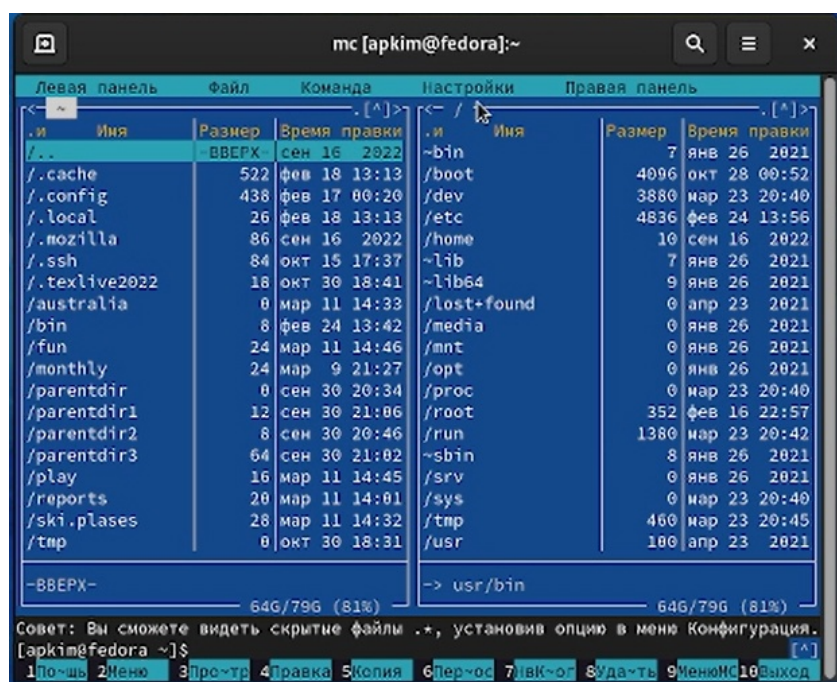 mc [apkim@fedora]:~
Левая панель Файл Команда Настройки Правая панель
<- ~ .[^]> <- / .[^]>
.и Имя Размер Время правки .и Имя Размер Время правки
/.. -ВВЕРХ- сен 16 2022 ~bin 7 янв 26 2021
/.cache 522 фев 18 13:13 /boot 4096 окт 28 00:52
/.config 438 фев 17 00:20 /dev 3880 мар 23 20:40
/.local 26 фев 18 13:13 /etc 4836 фев 24 13:56
/.mozilla 86 сен 16 2022 /home 10 сен 16 2022
/.ssh 84 окт 15 17:37 ~lib 7 янв 26 2021
/.texlive2022 18 окт 30 18:41 ~lib64 9 янв 26 2021
/australia 0 мар 11 14:33 /lost+found 0 апр 23 2021
/bin 8 фев 24 13:42 /media 0 янв 26 2021
/fun 24 мар 11 14:46 /mnt 0 янв 26 2021
/monthly 24 мар 9 21:27 /opt 0 янв 26 2021
/parentdir 0 сен 30 20:34 /proc 0 мар 23 20:40
/parentdir1 12 сен 30 21:06 /root 352 фев 16 22:57
/parentdir2 8 сен 30 20:46 /run 1380 мар 23 20:42
/parentdir3 64 сен 30 21:02 ~sbin 8 янв 26 2021
/play 16 мар 11 14:45 /srv 0 янв 26 2021
/reports 20 мар 11 14:01 /sys 0 мар 23 20:40
/ski.plases 28 мар 11 14:32 /tmp 460 мар 23 20:45
/tmp 0 окт 30 18:31 /usr 100 апр 23 2021
-ВВЕРХ- -> usr/bin
64G/79G (81%) 64G/79G (81%)
Совет: Вы сможете видеть скрытые файлы .*, установив опцию в меню Конфигурация.
[apkim@fedora ~]$ [^]
1По~щь 2Меню 3Про~тр 4Правка 5Копия 6Пер~ос 7НвК~ог 8Уда~ть 9МенюMC 10Выход